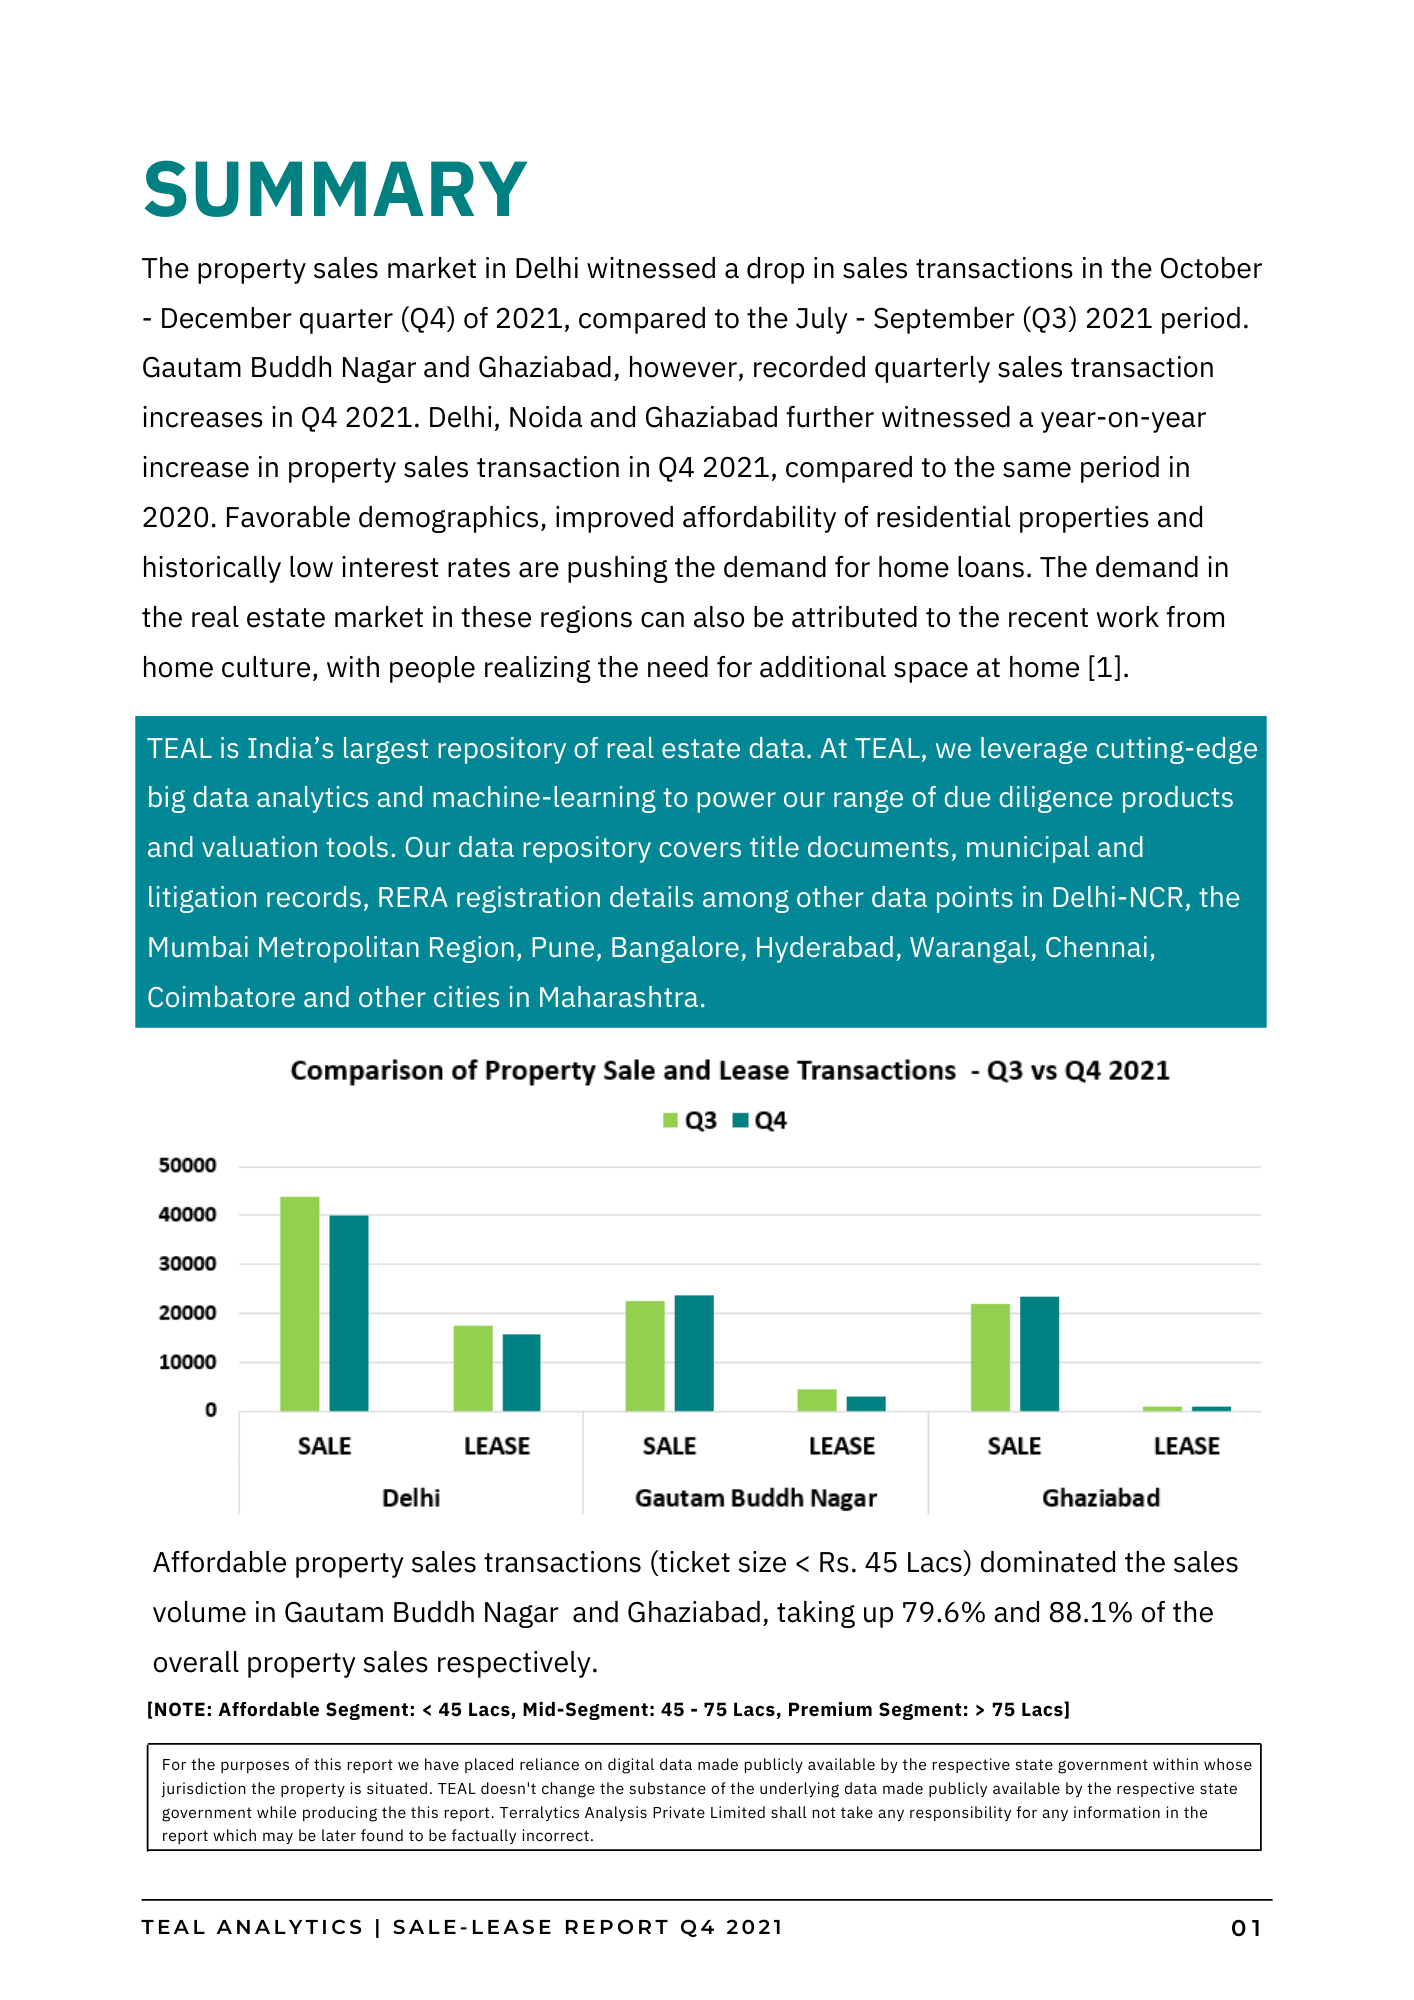 SUMMARY
The property sales market in Delhi witnessed a drop in sales transactions in the October
- December quarter (Q4) of 2021, compared to the July - September (Q3) 2021 period.
Gautam Buddh Nagar and Ghaziabad, however, recorded quarterly sales transaction
increases in Q4 2021. Delhi, Noida and Ghaziabad further witnessed a year-on-year
increase in property sales transaction in Q4 2021, compared to the same period in
2020. Favorable demographics, improved affordability of residential properties and
historically low interest rates are pushing the demand for home loans. The demand in
the real estate market in these regions can also be attributed to the recent work from
home culture, with people realizing the need for additional space at home [1].
TEAL is India’s largest repository of real estate data. At TEAL, we leverage cutting-edge
big data analytics and machine-learning to power our range of due diligence products
and valuation tools. Our data repository covers title documents, municipal and
litigation records, RERA registration details among other data points in Delhi-NCR, the
Mumbai Metropolitan Region, Pune, Bangalore, Hyderabad, Warangal, Chennai,
Coimbatore and other cities in Maharashtra.
Comparison of Property Sale and Lease Transactions - Q3 vs Q4 2021
Q3 Q4
50000
40000
30000
20000
10000
0
SALE LEASE SALE LEASE SALE LEASE
Delhi Gautam Buddh Nagar Ghaziabad
Affordable property sales transactions (ticket size < Rs. 45 Lacs) dominated the sales
volume in Gautam Buddh Nagar and Ghaziabad, taking up 79.6% and 88.1% of the
overall property sales respectively.
[NOTE: Affordable Segment: < 45 Lacs, Mid-Segment: 45 - 75 Lacs, Premium Segment: > 75 Lacs]
For the purposes of this report we have placed reliance on digital data made publicly available by the respective state government within whose
jurisdiction the property is situated. TEAL doesn't change the substance of the underlying data made publicly available by the respective state
government while producing the this report. Terralytics Analysis Private Limited shall not take any responsibility for any information in the
report which may be later found to be factually incorrect.
TEAL ANALYTICS | SALE-LEASE REPORT Q4 2021 01